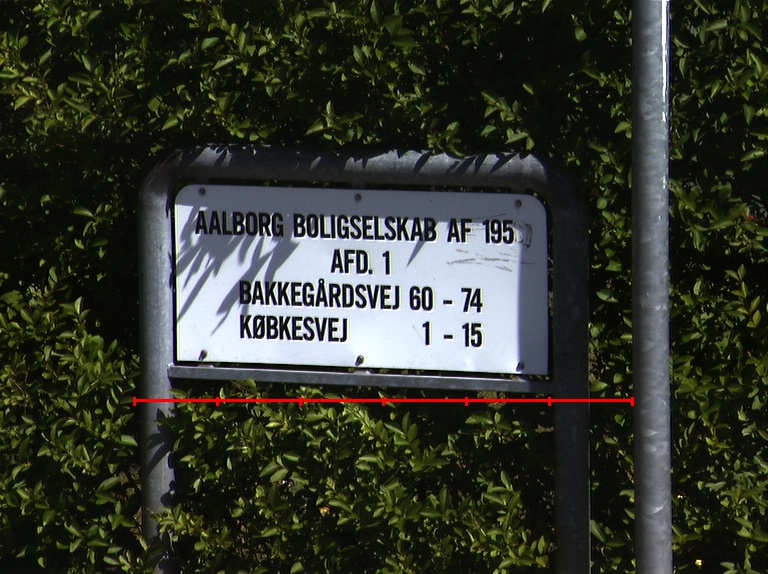 AALBORG BOLIGSELSKAB AF 195
AFD. 1
BAKKEGÅRDSVEJ 60 - 74
KØBKESVEJ 1 - 15